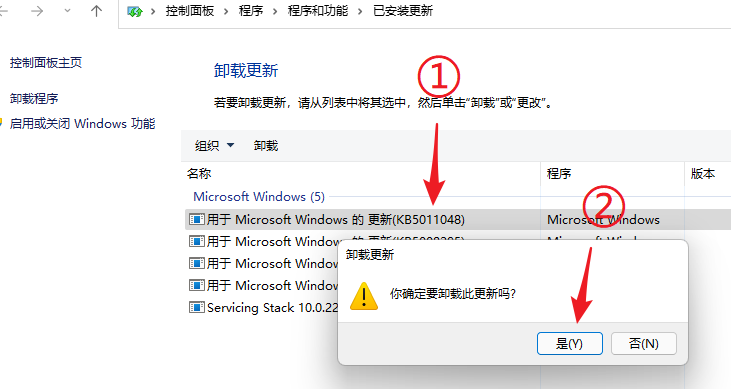 控制面板 > 程序 > 程序和功能 > 已安装更新
控制面板主页
卸载更新
卸载程序
若要卸载更新，请从列表中将其选中，然后单击“卸载”或“更改”。
启用或关闭 Windows 功能
①
组织 卸载
名称 程序 版本
Microsoft Windows (5)
用于 Microsoft Windows 的 更新(KB5011048) Microsoft Windows
②
用于 Microsoft Windows 的
用于 Microsoft Window
用于 Microsoft Window
用于 Microsoft Window
Servicing Stack 10.0.22
卸载更新
你确定要卸载此更新吗?
是(Y) 否(N)